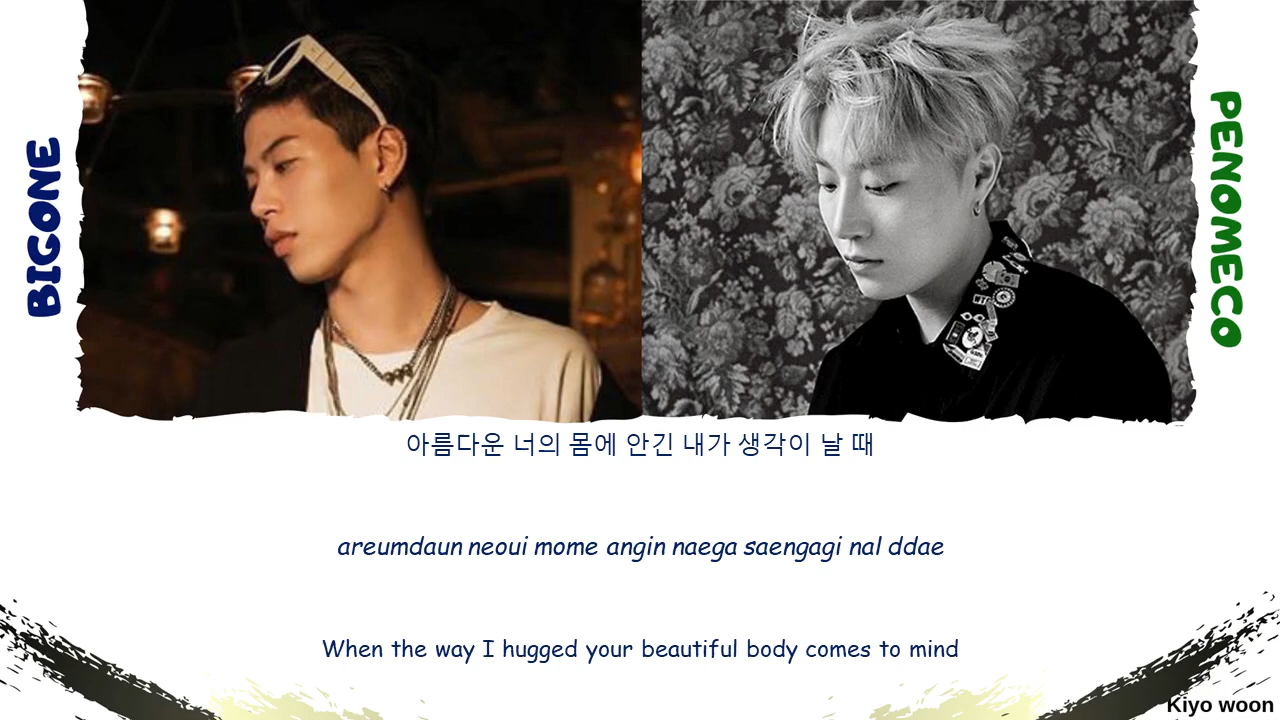 BIGONE
PENOMECO
아름다운 너의 몸에 안긴 내가 생각이 날 때
areumdaun neoui mome angin naega saengagi nal ddae
When the way I hugged your beautiful body comes to mind
Kiyo woon